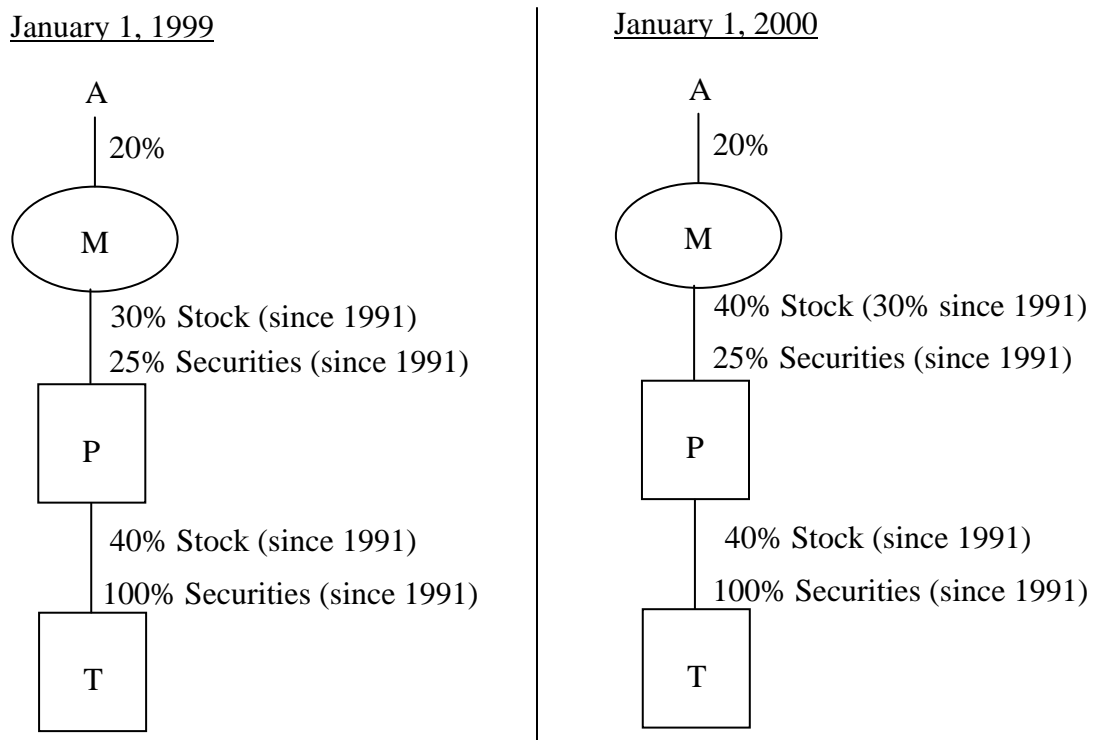 January 1, 1999
A
20%
M
30% Stock (since 1991)
25% Securities (since 1991)
P
40% Stock (since 1991)
100% Securities (since 1991)
T
January 1, 2000
A
20%
M
40% Stock (30% since 1991)
25% Securities (since 1991)
P
40% Stock (since 1991)
100% Securities (since 1991)
T